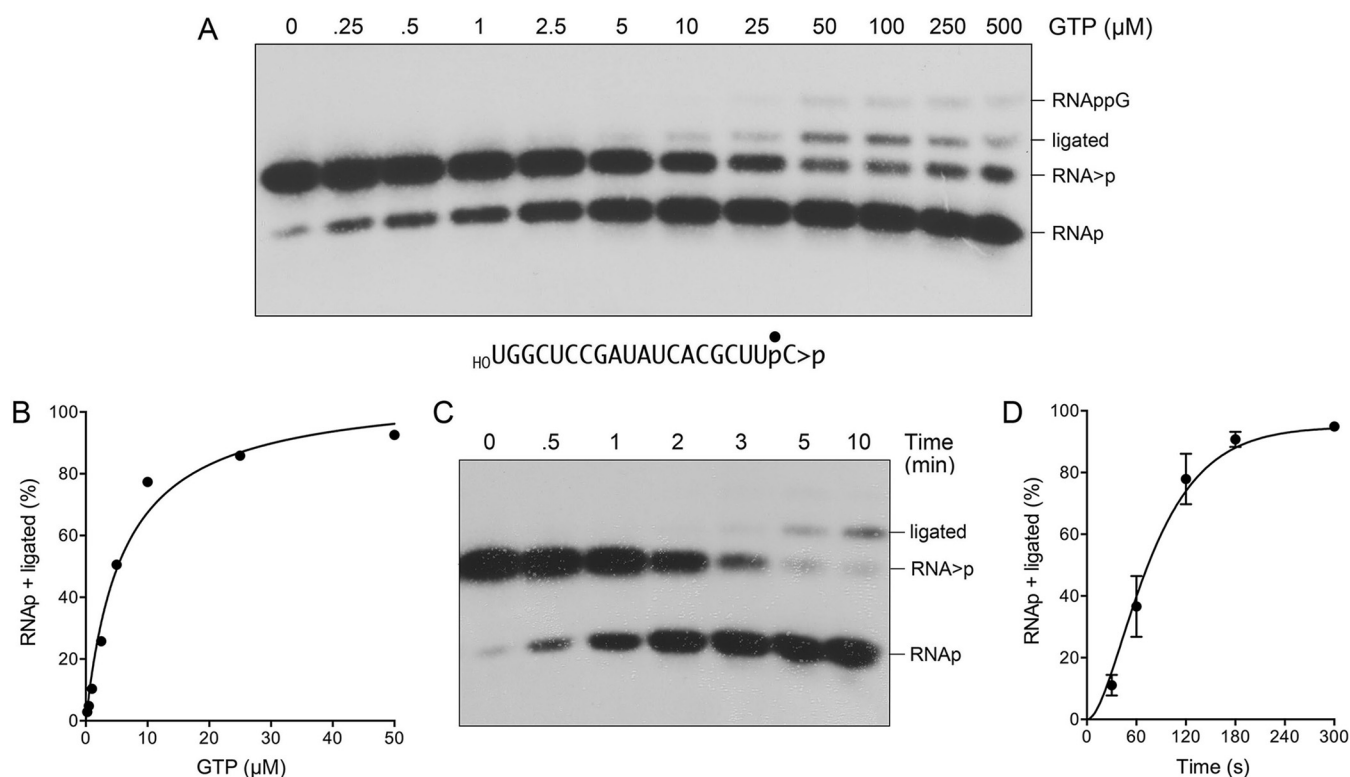 A 0 .25 .5 1 2.5 5 10 25 50 100 250 500 GTP (µM)
RNAppG
ligated
RNA>p
RNAp
HOUGGCUCCGAUAUCACGCUUpC>p
B
RNAp + ligated (%)
100
80
60
40
20
0
0 10 20 30 40 50
GTP (µM)
C 0 .5 1 2 3 5 10 Time
(min)
ligated
RNA>p
RNAp
D
RNAp + ligated (%)
100
80
60
40
20
0
0 60 120 180 240 300
Time (s)